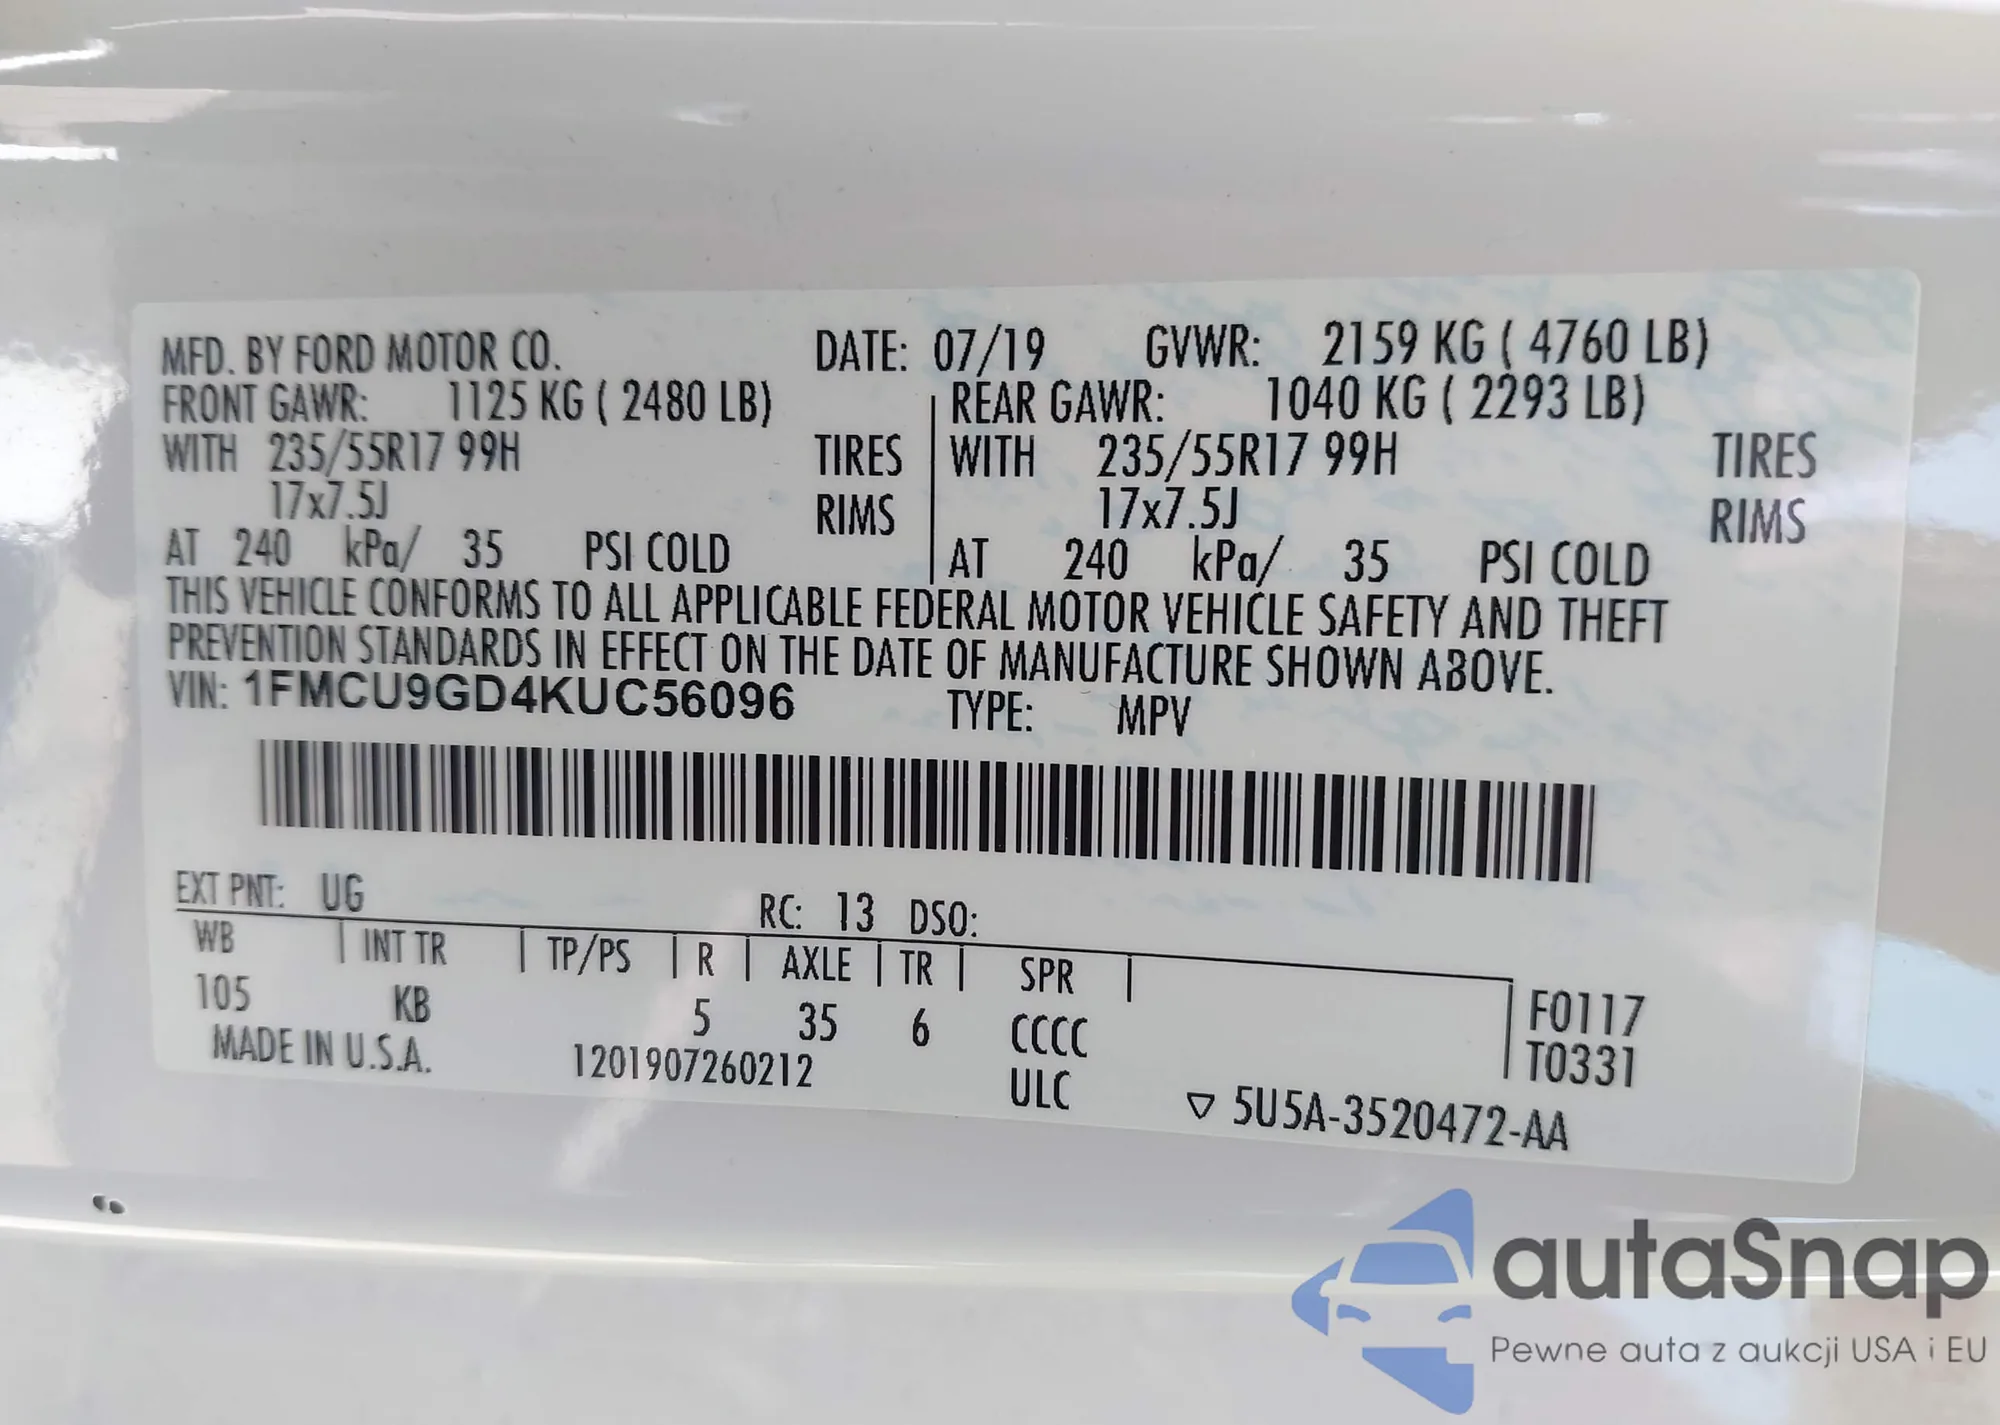 MFD. BY FORD MOTOR CO. DATE: 07/19 GVWR: 2159 KG ( 4760 LB)
FRONT GAWR: 1125 KG ( 2480 LB) REAR GAWR: 1040 KG ( 2293 LB)
WITH 235/55R17 99H TIRES WITH 235/55R17 99H TIRES
17x7.5J RIMS 17x7.5J RIMS
AT 240 kPa/ 35 PSI COLD AT 240 kPa/ 35 PSI COLD
THIS VEHICLE CONFORMS TO ALL APPLICABLE FEDERAL MOTOR VEHICLE SAFETY AND THEFT
PREVENTION STANDARDS IN EFFECT ON THE DATE OF MANUFACTURE SHOWN ABOVE.
VIN: 1FMCU9GD4KUC56096 TYPE: MPV
EXT PNT: UG RC: 13 DSO:
WB INT TR TP/PS R AXLE TR SPR
105 KB 5 35 6 CCCC F0117
MADE IN U.S.A. 1201907260212 ULC T0331
▽ 5U5A-3520472-AA
autaSnap
Pewne auta z aukcji USA i EU